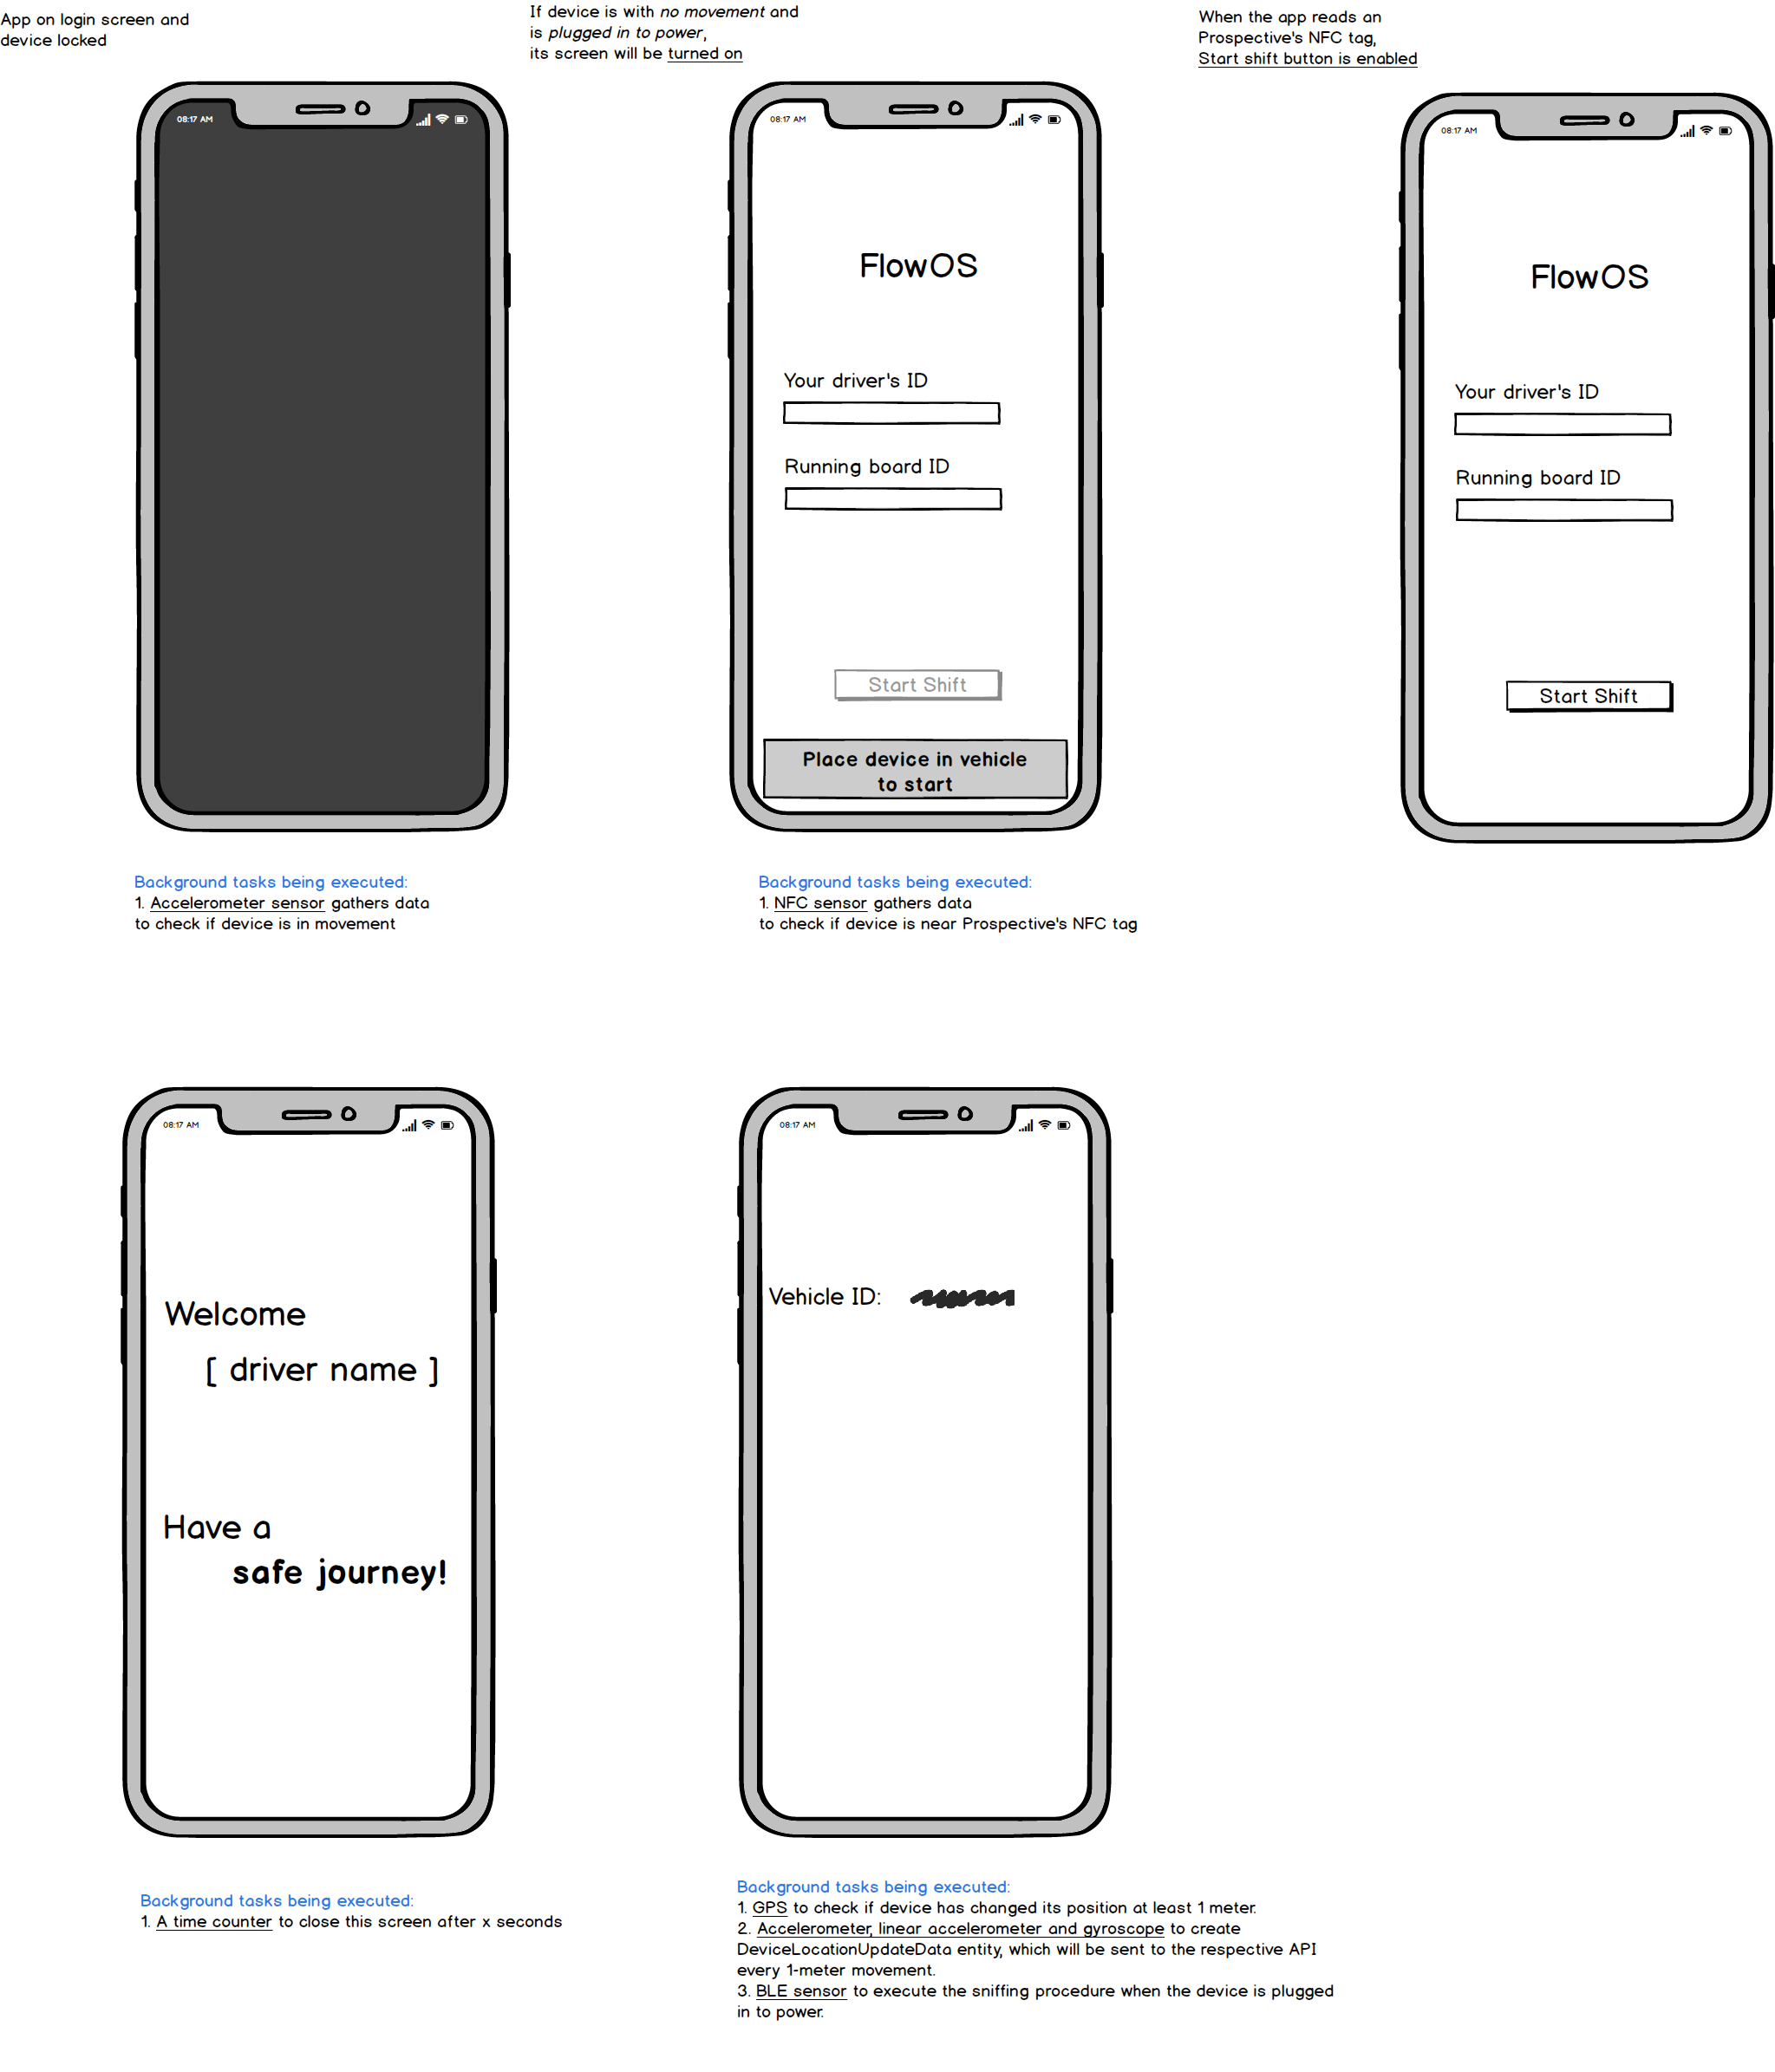 App on login screen and
device locked
If device is with no movement and
is plugged in to power,
its screen will be turned on
When the app reads an
Prospective's NFC tag,
Start shift button is enabled
08:17 AM
08:17 AM
FlowOS
Your driver's ID
Running board ID
Start Shift
Place device in vehicle
to start
08:17 AM
FlowOS
Your driver's ID
Running board ID
Start Shift
Background tasks being executed:
1. Accelerometer sensor gathers data
to check if device is in movement
Background tasks being executed:
1. NFC sensor gathers data
to check if device is near Prospective's NFC tag
08:17 AM
Welcome
[ driver name ]
Have a
safe journey!
08:17 AM
Vehicle ID:
Background tasks being executed:
1. A time counter to close this screen after x seconds
Background tasks being executed:
1. GPS to check if device has changed its position at least 1 meter.
2. Accelerometer, linear accelerometer and gyroscope to create
DeviceLocationUpdateData entity, which will be sent to the respective API
every 1-meter movement.
3. BLE sensor to execute the sniffing procedure when the device is plugged
in to power.